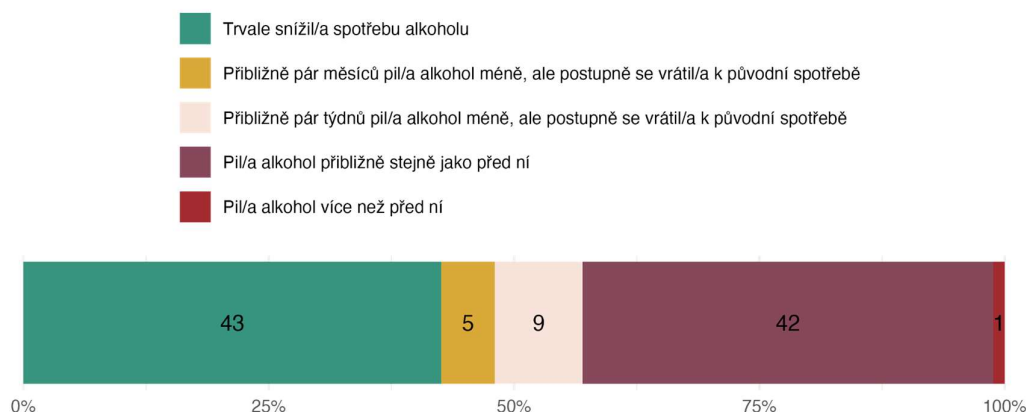 Trvale snížil/a spotřebu alkoholu
Přibližně pár měsíců pil/a alkohol méně, ale postupně se vrátil/a k původní spotřebě
Přibližně pár týdnů pil/a alkohol méně, ale postupně se vrátil/a k původní spotřebě
Pil/a alkohol přibližně stejně jako před ní
Pil/a alkohol více než před ní
43 5 9 42 1
0% 25% 50% 75% 100%